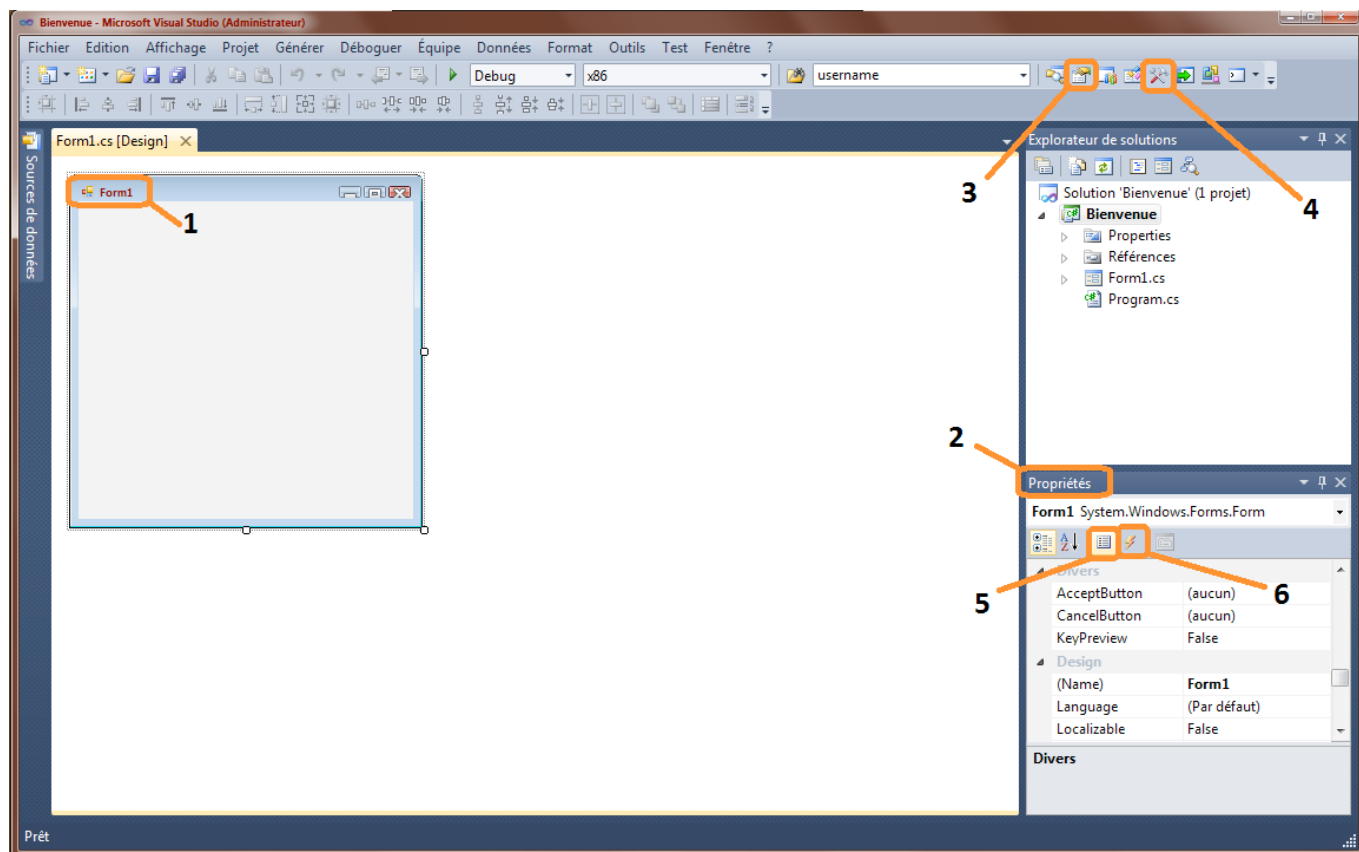 Bienvenue - Microsoft Visual Studio (Administrateur)
Fichier Edition Affichage Projet Générer Déboguer Équipe Données Format Outils Test Fenêtre ?
Debug x86 username
Sources de données
Form1.cs [Design]
Form1
1
3
4
Explorateur de solutions
Solution 'Bienvenue' (1 projet)
Bienvenue
Properties
Références
Form1.cs
Program.cs
2
Propriétés
Form1 System.Windows.Forms.Form
5
6
Divers
AcceptButton (aucun)
CancelButton (aucun)
KeyPreview False
Design
(Name) Form1
Language (Par défaut)
Localizable False
Divers
Prêt